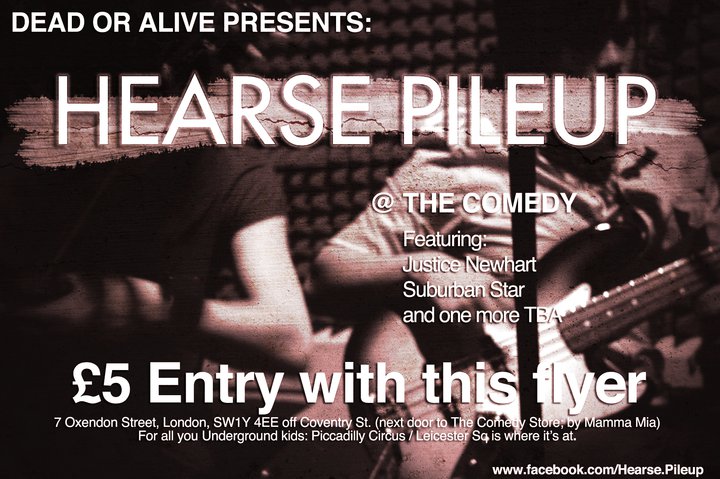 DEAD OR ALIVE PRESENTS:
HEARSE PILEUP
@ THE COMEDY
Featuring:
Justice Newhart
Suburban Star
and one more TBA
£5 Entry with this flyer
7 Oxendon Street, London, SW1Y 4EE off Coventry St. (next door to The Comedy Store, by Mamma Mia)
For all you Underground kids: Piccadilly Circus / Leicester Sq is where it's at.
www.facebook.com/Hearse.Pileup